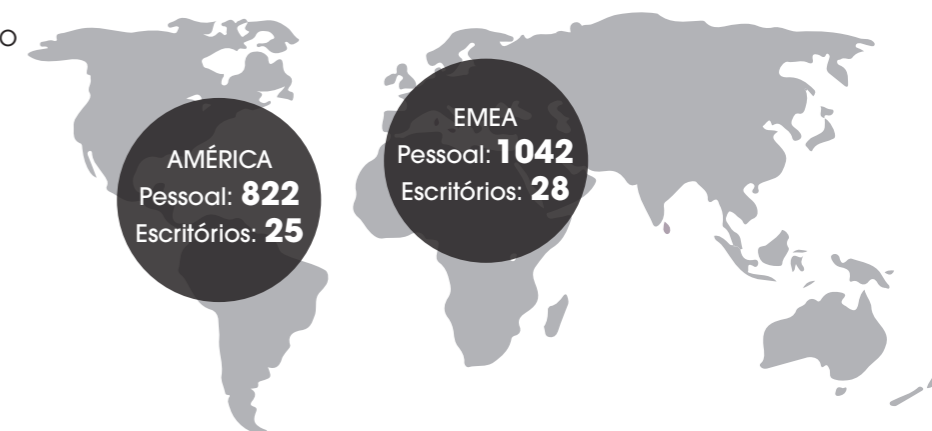 AMÉRICA
Pessoal: 822
Escritórios: 25
EMEA
Pessoal: 1042
Escritórios: 28